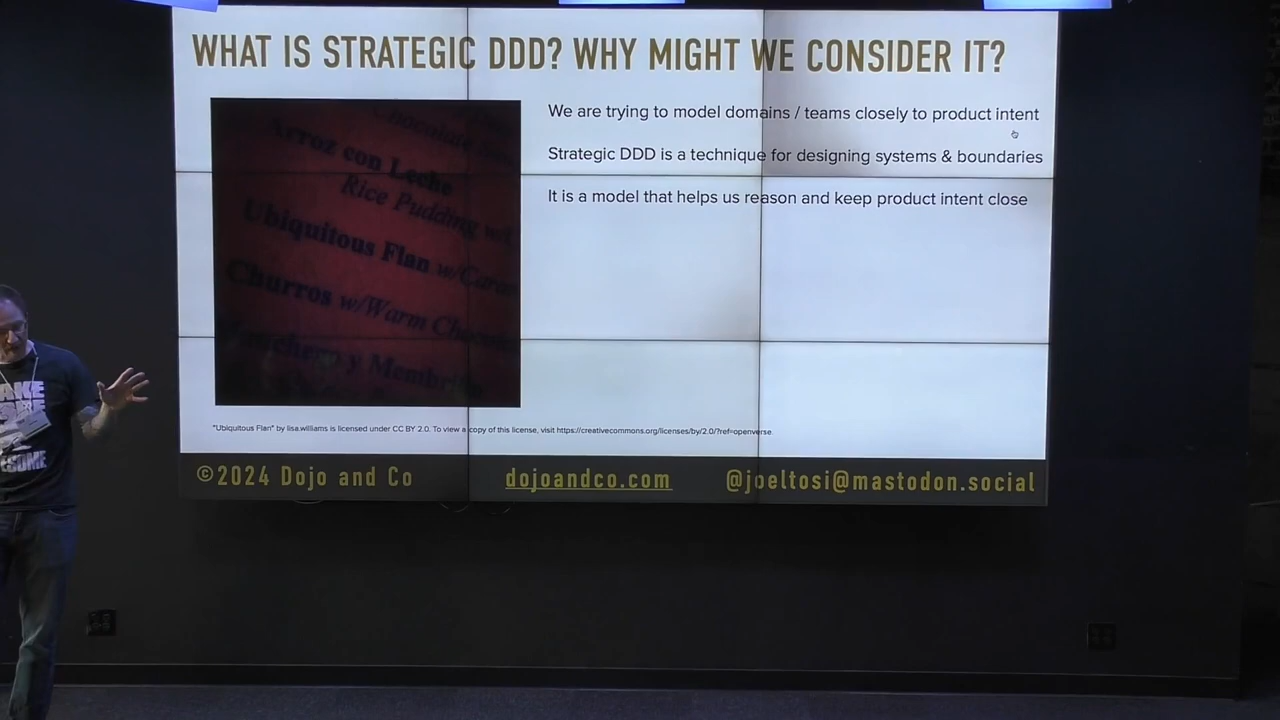 WHAT IS STRATEGIC DDD? WHY MIGHT WE CONSIDER IT?
We are trying to model domains / teams closely to product intent
Strategic DDD is a technique for designing systems & boundaries
It is a model that helps us reason and keep product intent close
Chocolate
Arroz con Leche
Rice Pudding
Ubiquitous Flan w/Caram
Churros w/Warm Choco
y Membrillo
"Ubiquitous Flan" by lisa.williams is licensed under CC BY 2.0. To view a copy of this license, visit https://creativecommons.org/licenses/by/2.0/?ref=openverse.
©2024 Dojo and Co
dojoandco.com
@joeltosi@mastodon.social